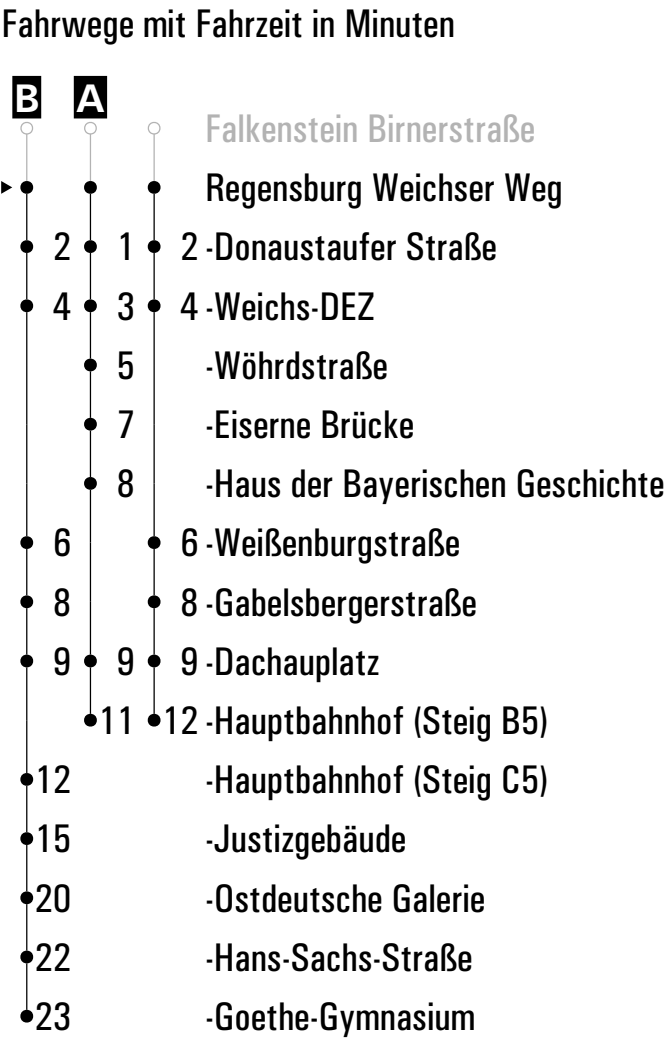 Fahrwege mit Fahrzeit in Minuten
B A
Falkenstein Birnerstraße
Regensburg Weichser Weg
2 1 2 -Donaustaufer Straße
4 3 4 -Weichs-DEZ
5 -Wöhrdstraße
7 -Eiserne Brücke
8 -Haus der Bayerischen Geschichte
6 6 -Weißenburgstraße
8 8 -Gabelsbergerstraße
9 9 9 -Dachauplatz
11 12 -Hauptbahnhof (Steig B5)
12 -Hauptbahnhof (Steig C5)
15 -Justizgebäude
20 -Ostdeutsche Galerie
22 -Hans-Sachs-Straße
23 -Goethe-Gymnasium